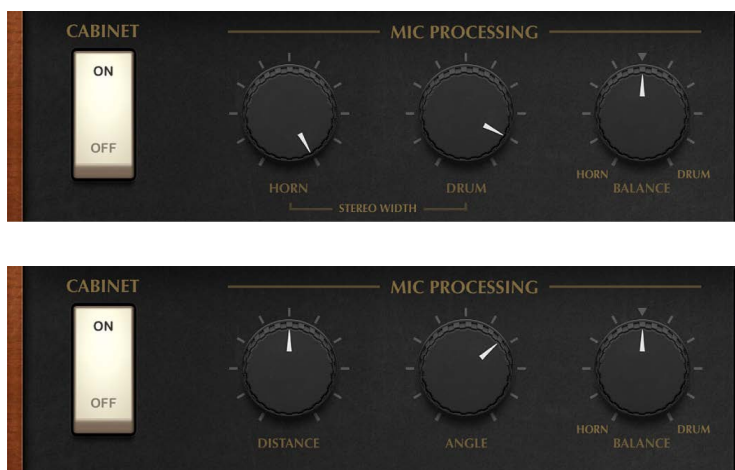 CABINET
MIC PROCESSING
ON
OFF
HORN
DRUM
HORN
DRUM
BALANCE
STEREO WIDTH
CABINET
MIC PROCESSING
ON
OFF
DISTANCE
ANGLE
HORN
DRUM
BALANCE